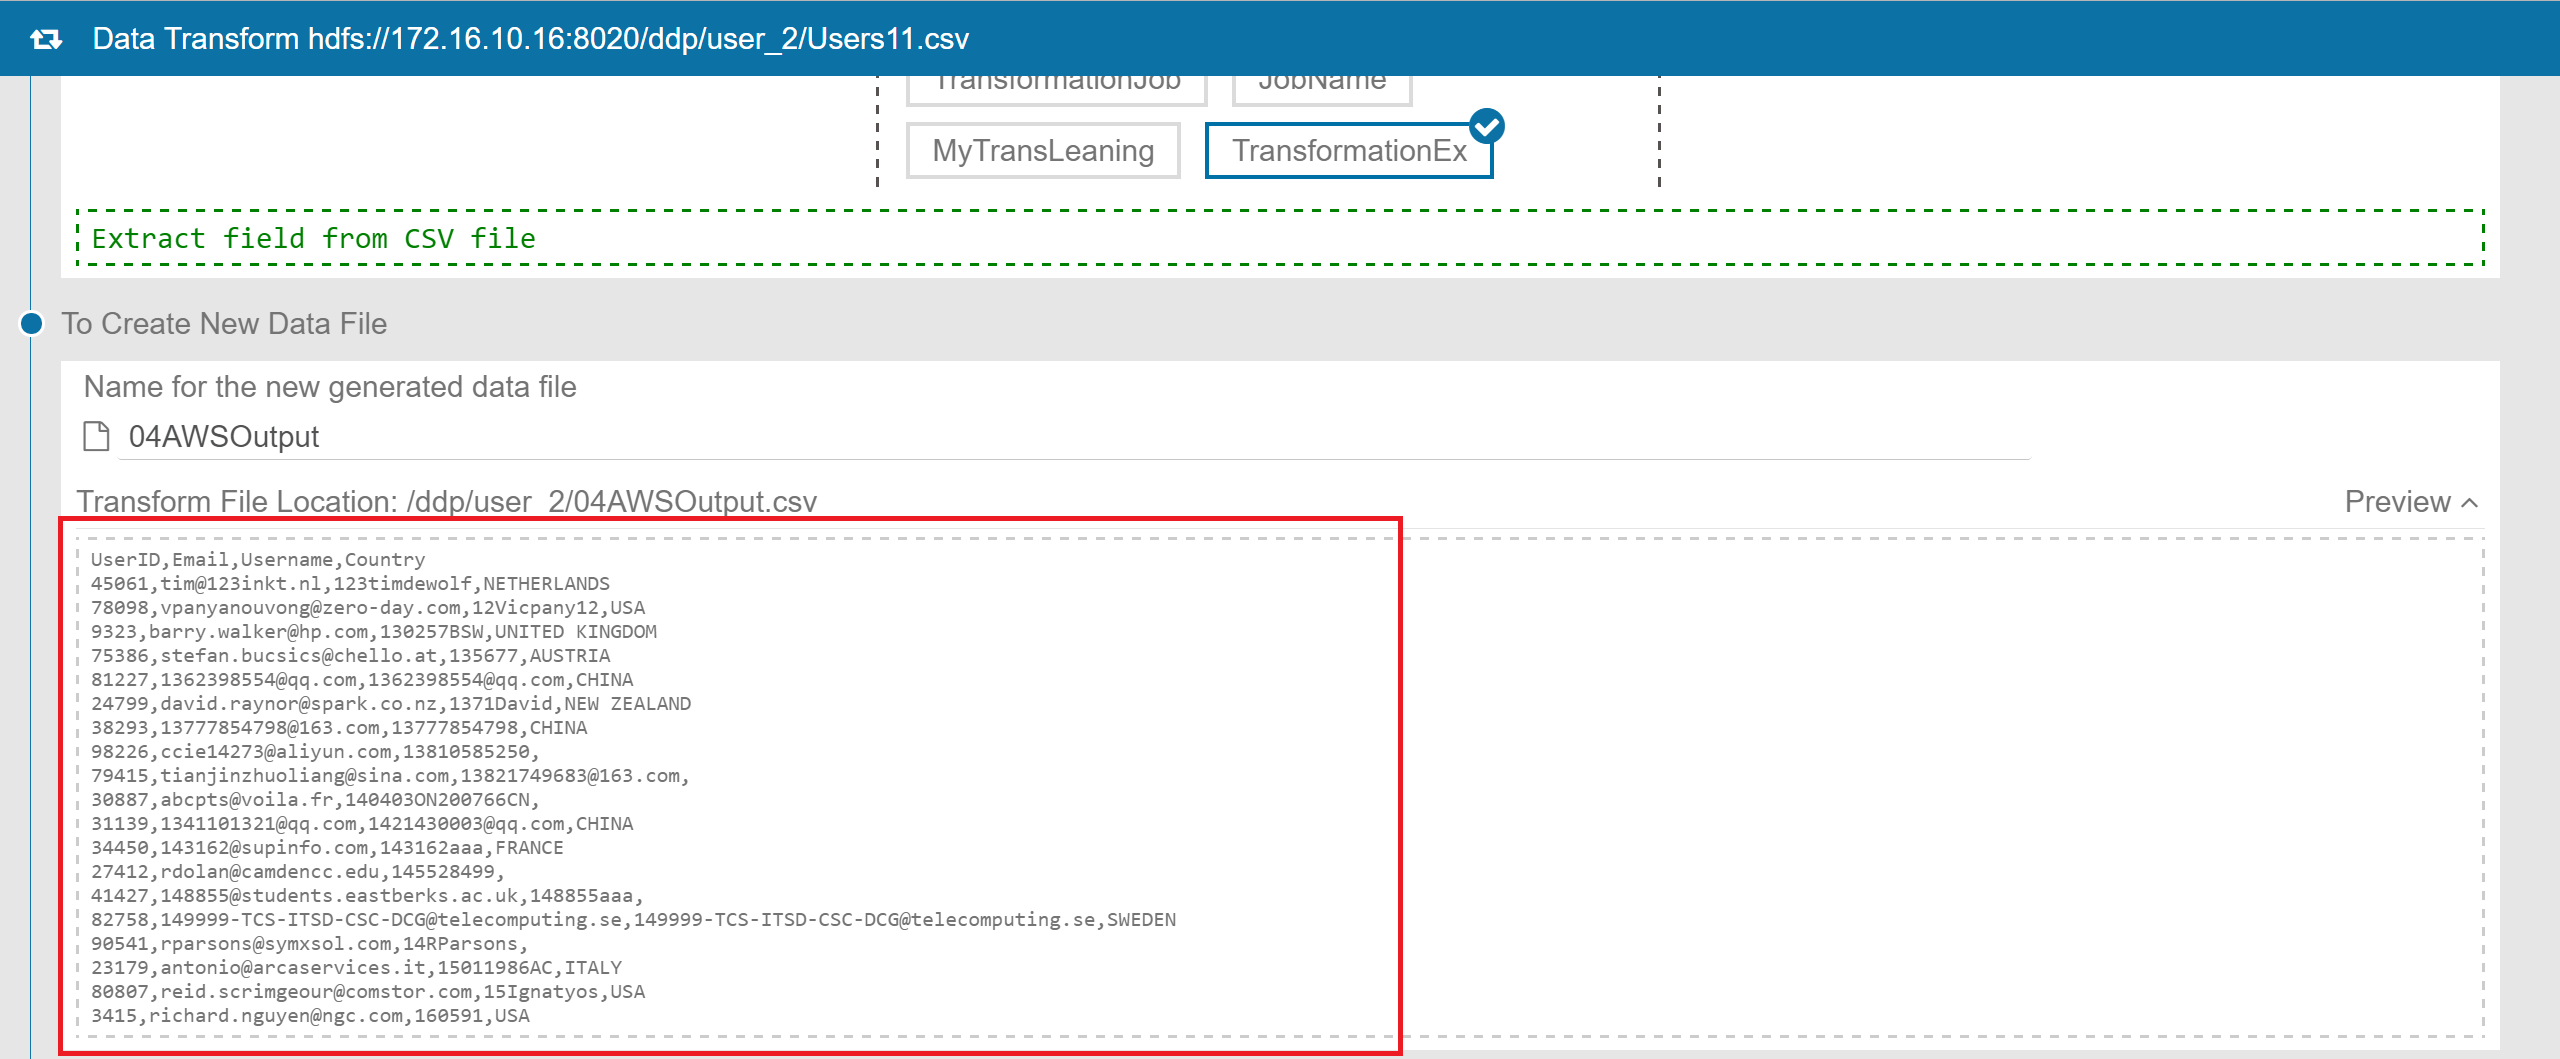 Data Transform hdfs://172.16.10.16:8020/ddp/user_2/Users11.csv
TransformationJob JobName
MyTransLeaning TransformationEx
Extract field from CSV file
To Create New Data File
Name for the new generated data file
04AWSOutput
Transform File Location: /ddp/user_2/04AWSOutput.csv Preview
UserID,Email,Username,Country
45061,tim@123inkt.nl,123timdewolf,NETHERLANDS
78098,vpanyanouvong@zero-day.com,12Vicpany12,USA
9323,barry.walker@hp.com,130257BSW,UNITED KINGDOM
75386,stefan.bucsics@chello.at,135677,AUSTRIA
81227,1362398554@qq.com,1362398554@qq.com,CHINA
24799,david.raynor@spark.co.nz,1371David,NEW ZEALAND
38293,13777854798@163.com,13777854798,CHINA
98226,ccie14273@aliyun.com,13810585250,
79415,tianjinzhuoliang@sina.com,13821749683@163.com,
30887,abcpts@voila.fr,140403ON200766CN,
31139,1341101321@qq.com,1421430003@qq.com,CHINA
34450,143162@supinfo.com,143162aaa,FRANCE
27412,rdolan@camdencc.edu,145528499,
41427,148855@students.eastberks.ac.uk,148855aaa,
82758,149999-TCS-ITSD-CSC-DCG@telecomputing.se,149999-TCS-ITSD-CSC-DCG@telecomputing.se,SWEDEN
90541,rparsons@symxsol.com,14RParsons,
23179,antonio@arcaservices.it,15011986AC,ITALY
80807,reid.scrimgeour@comstor.com,15Ignatyos,USA
3415,richard.nguyen@ngc.com,160591,USA